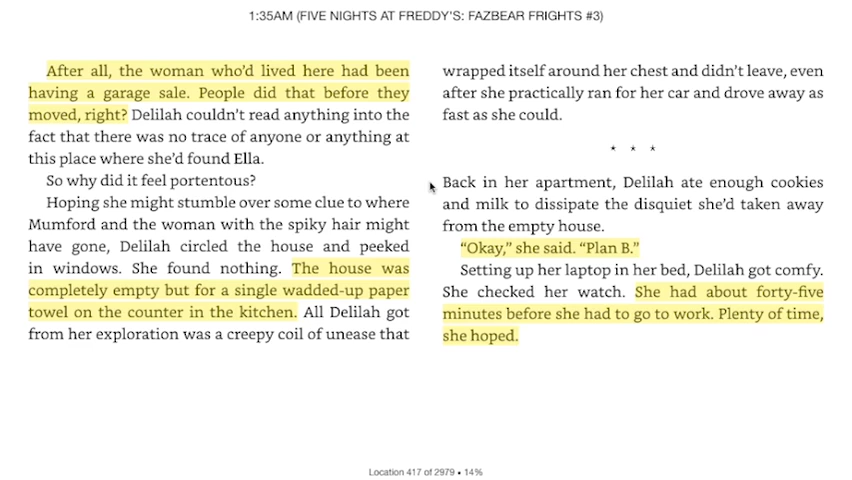 1:35AM (FIVE NIGHTS AT FREDDY'S: FAZBEAR FRIGHTS #3)
After all, the woman who'd lived here had been
having a garage sale. People did that before they
moved, right? Delilah couldn't read anything into the
fact that there was no trace of anyone or anything at
this place where she'd found Ella.
So why did it feel portentous?
Hoping she might stumble over some clue to where
Mumford and the woman with the spiky hair might
have gone, Delilah circled the house and peeked
in windows. She found nothing. The house was
completely empty but for a single wadded-up paper
towel on the counter in the kitchen. All Delilah got
from her exploration was a creepy coil of unease that
wrapped itself around her chest and didn't leave, even
after she practically ran for her car and drove away as
fast as she could.
* * *
Back in her apartment, Delilah ate enough cookies
and milk to dissipate the disquiet she'd taken away
from the empty house.
“Okay,” she said. “Plan B.”
Setting up her laptop in her bed, Delilah got comfy.
She checked her watch. She had about forty-five
minutes before she had to go to work. Plenty of time,
she hoped.
Location 417 of 2979 • 14%